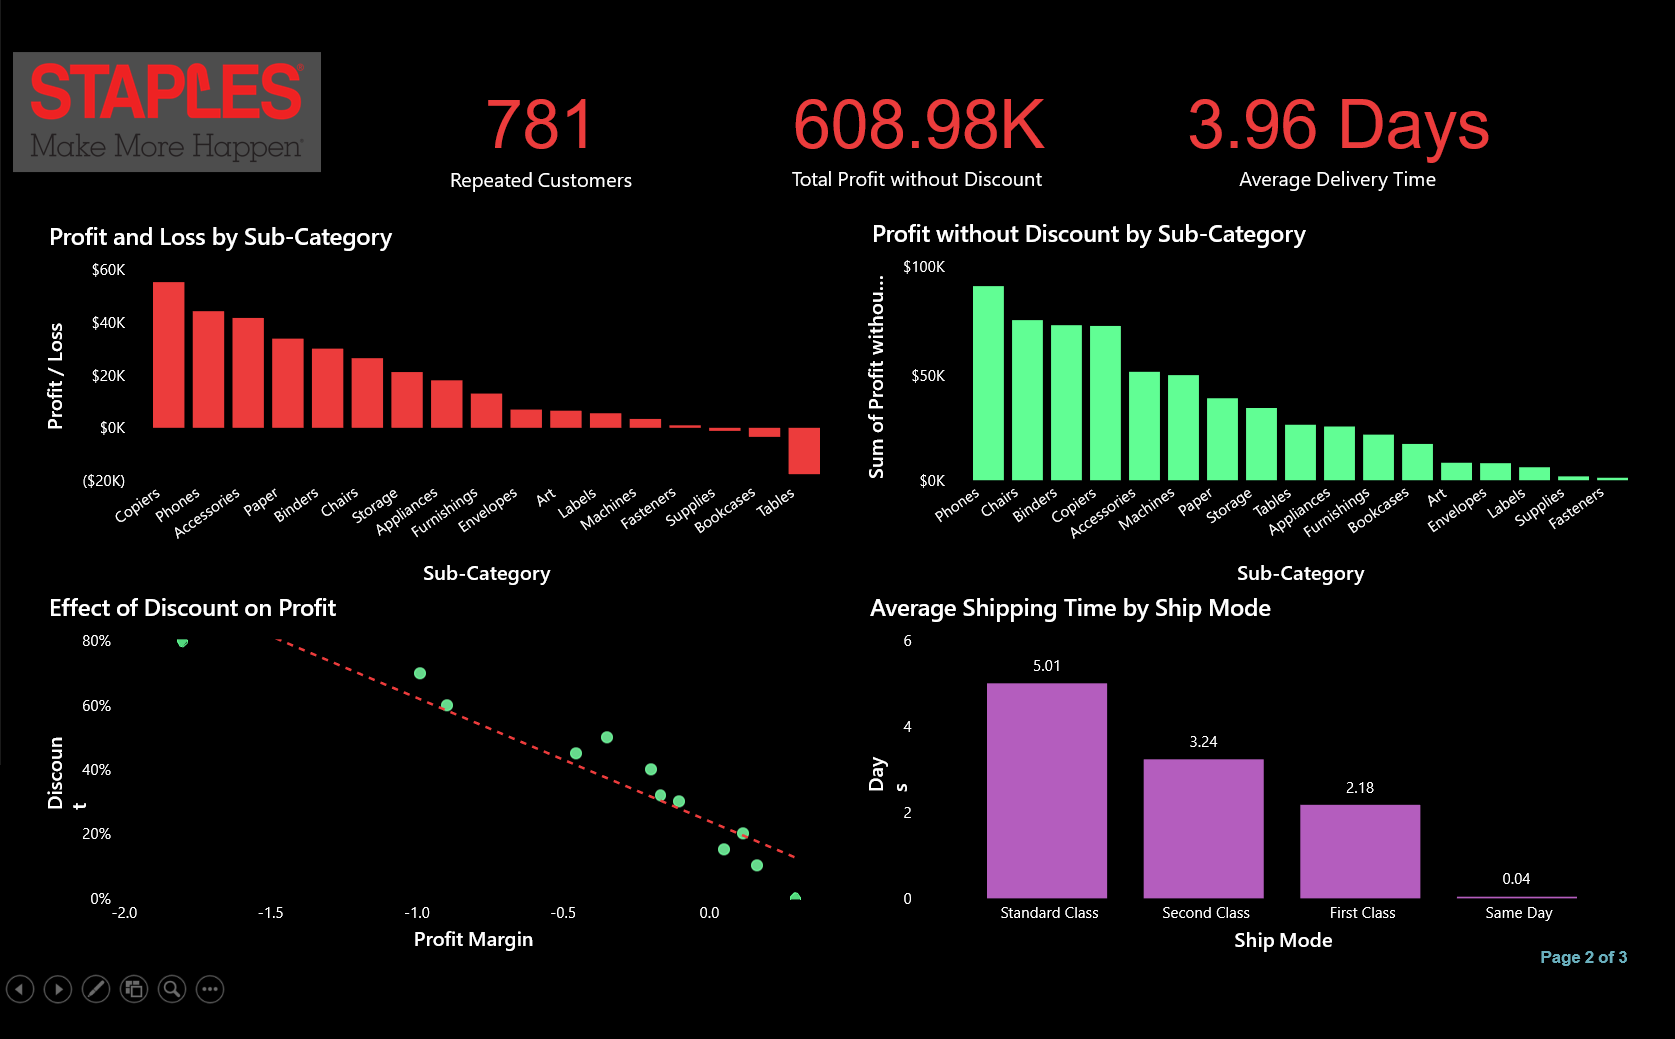 STAPLES®
Make More Happen®
781
Repeated Customers
608.98K
Total Profit without Discount
3.96 Days
Average Delivery Time
Profit and Loss by Sub-Category
Profit / Loss
$60K
$40K
$20K
$0K
($20K)
Copiers
Phones
Accessories
Paper
Binders
Chairs
Storage
Appliances
Furnishings
Envelopes
Art
Labels
Machines
Fasteners
Supplies
Bookcases
Tables
Sub-Category
Profit without Discount by Sub-Category
Sum of Profit withou...
$100K
$50K
$0K
Phones
Chairs
Binders
Copiers
Accessories
Machines
Paper
Storage
Tables
Appliances
Furnishings
Bookcases
Art
Envelopes
Labels
Supplies
Fasteners
Sub-Category
Effect of Discount on Profit
Discoun
t
80%
60%
40%
20%
0%
-2.0
-1.5
-1.0
-0.5
0.0
Profit Margin
Average Shipping Time by Ship Mode
Day
s
6
4
2
0
5.01
3.24
2.18
0.04
Standard Class
Second Class
First Class
Same Day
Ship Mode
Page 2 of 3